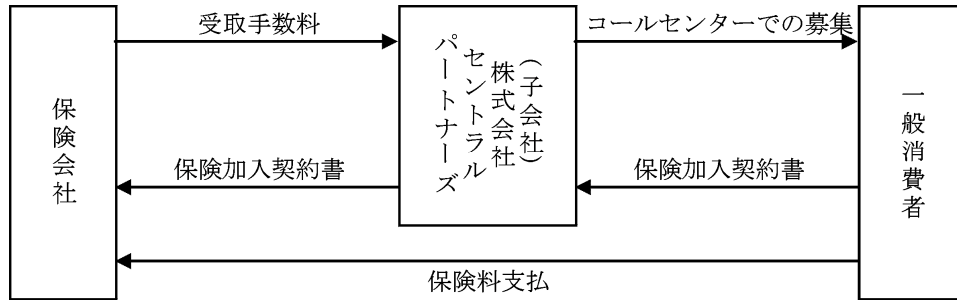 保険会社
受取手数料
保険加入契約書
(子会社)
株式会社
セントラル
パートナーズ
コールセンターでの募集
保険加入契約書
一般消費者
保険料支払